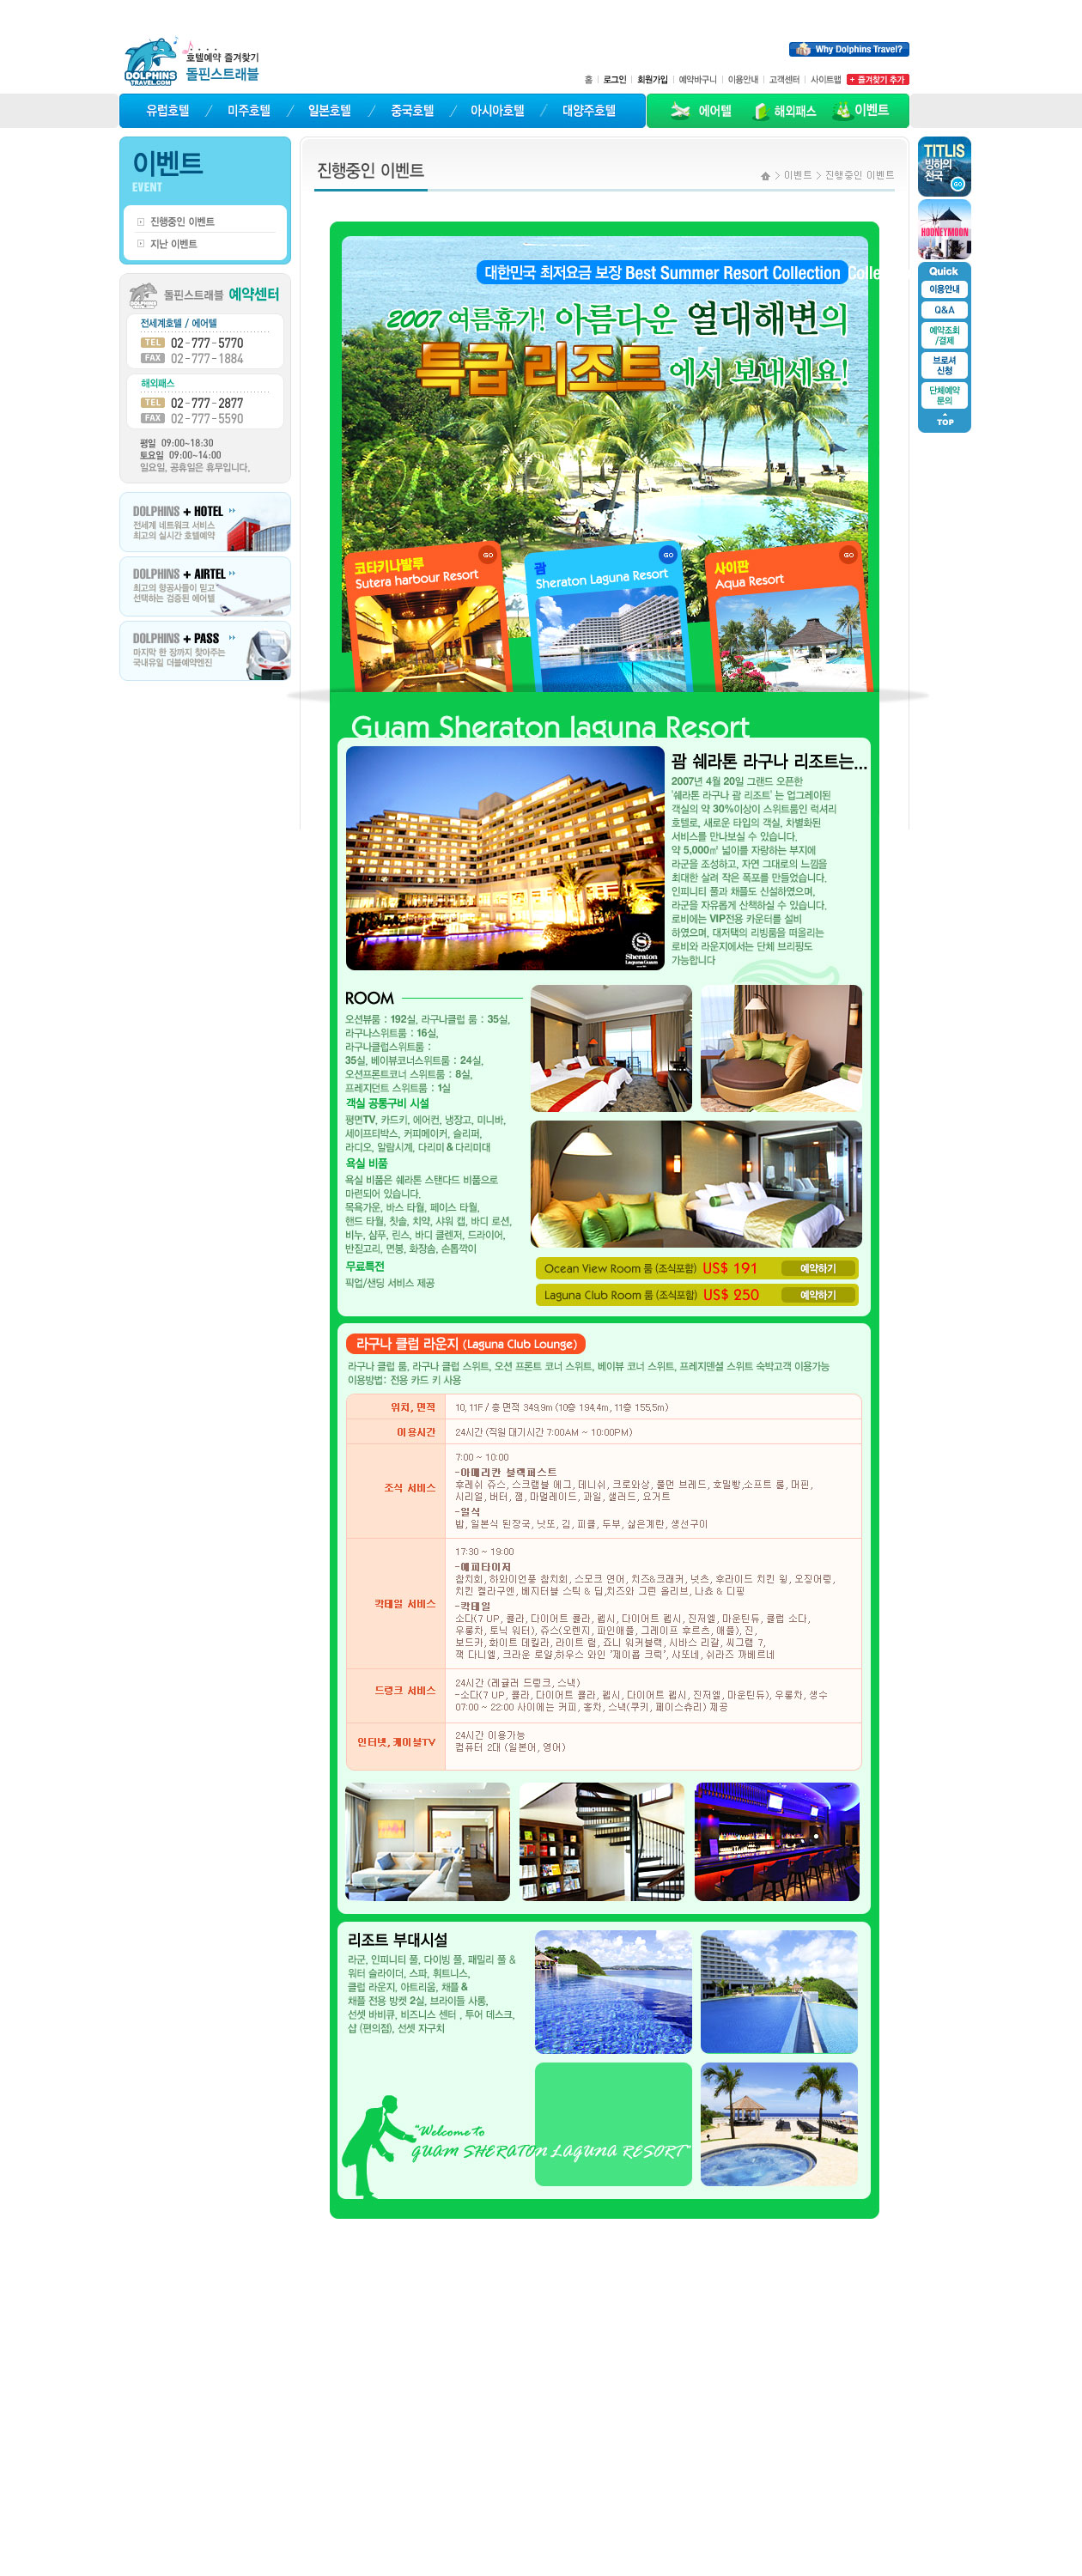 DOLPHINS
TRAVEL.COM
호텔예약 즐겨찾기
돌핀스트래블
Why Dolphins Travel?
홈 | 로그인 | 회원가입 | 예약바구니 | 이용안내 | 고객센터 | 사이트맵
+ 즐겨찾기 추가
유럽호텔 / 미주호텔 / 일본호텔 / 중국호텔 / 아시아호텔 / 대양주호텔
에어텔 해외패스 이벤트
이벤트
EVENT
진행중인 이벤트
지난 이벤트
돌핀스트래블 예약센터
전세계호텔 / 에어텔
TEL 02-777-5770
FAX 02-777-1884
해외패스
TEL 02-777-2877
FAX 02-777-5590
평일 09:00~18:30
토요일 09:00~14:00
일요일, 공휴일은 휴무입니다.
DOLPHINS + HOTEL
전세계 네트워크 서비스
최고의 실시간 호텔예약
DOLPHINS + AIRTEL
최고의 항공사들이 믿고
선택하는 검증된 에어텔
DOLPHINS + PASS
마지막 한 장까지 찾아주는
국내유일 더블예약엔진
진행중인 이벤트
> 이벤트 > 진행중인 이벤트
대한민국 최저요금 보장 Best Summer Resort Collection
2007 여름휴가! 아름다운 열대해변의
특급 리조트에서 보내세요!
코타키나발루 GO
Sutera harbour Resort
괌 GO
Sheraton Laguna Resort
사이판 GO
Aqua Resort
Guam Sheraton laguna Resort
괌 쉐라톤 라구나 리조트는...
2007년 4월 20일 그랜드 오픈한
'쉐라톤 라구나 괌 리조트' 는 업그레이된
객실의 약 30%이상이 스위트룸인 럭셔리
호텔로, 새로운 타입의 객실, 차별화된
서비스를 만나보실 수 있습니다.
약 5,000㎡ 넓이를 자랑하는 부지에
라군을 조성하고, 자연 그대로의 느낌을
최대한 살려 작은 폭포를 만들었습니다.
인피니티 풀과 채플도 신설하였으며,
라군을 자유롭게 산책하실 수 있습니다.
로비에는 VIP전용 카운터를 설비
하였으며, 대저택의 리빙룸을 떠올리는
로비와 라운지에서는 단체 브리핑도
가능합니다
Sheraton
Laguna Guam
ROOM
오션뷰룸 : 192실, 라구나클럽 룸 : 35실,
라구나스위트룸 : 16실,
라구나클럽스위트룸 :
35실, 베이뷰코너스위트룸 : 24실,
오션프론트코너 스위트룸 : 8실,
프레지던트 스위트룸 : 1실
객실 공통구비 시설
평면TV, 카드키, 에어컨, 냉장고, 미니바,
세이프티박스, 커피메이커, 슬리퍼,
라디오, 알람시계, 다리미 & 다리미대
욕실 비품
욕실 비품은 쉐라톤 스탠다드 비품으로
마련되어 있습니다.
목욕가운, 바스 타월, 페이스 타월,
핸드 타월, 칫솔, 치약, 샤워 캡, 바디 로션,
비누, 샴푸, 린스, 바디 클렌저, 드라이어,
반짇고리, 면봉, 화장솜, 손톱깍이
무료특전
픽업/샌딩 서비스 제공
Ocean View Room 룸 (조식포함) US$ 191 예약하기
Laguna Club Room 룸 (조식포함) US$ 250 예약하기
라구나 클럽 라운지 (Laguna Club Lounge)
라구나 클럽 룸, 라구나 클럽 스위트, 오션 프론트 코너 스위트, 베이뷰 코너 스위트, 프레지덴셜 스위트 숙박고객 이용가능
이용방법: 전용 카드 키 사용
위치, 면적 10, 11F / 총 면적 349,9m (10층 194,4m, 11층 155,5m)
이용시간 24시간 (직원 대기시간 7:00AM ~ 10:00PM)
조식 서비스
7:00 ~ 10:00
-아메리칸 블랙퍼스트
후레쉬 쥬스, 스크램블 에그, 데니쉬, 크로와상, 풀먼 브레드, 호밀빵,소프트 롤, 머핀,
시리얼, 버터, 잼, 마멀레이드, 과일, 샐러드, 요거트
-일식
밥, 일본식 된장국, 낫또, 김, 피클, 두부, 삶은계란, 생선구이
칵테일 서비스
17:30 ~ 19:00
-에피타이저
참치회, 하와이언풍 참치회, 스모크 연어, 치즈&크래커, 넛츠, 후라이드 치킨 윙, 오징어링,
치킨 켈라구엔, 베지터블 스틱 & 딥,치즈와 그린 올리브, 나쵸 & 디핑
-칵테일
소다(7 UP, 콜라, 다이어트 콜라, 펩시, 다이어트 펩시, 진저엘, 마운틴듀, 클럽 소다,
우롱차, 토닉 워터), 쥬스(오렌지, 파인애플, 그레이프 후르츠, 애플), 진,
보드카, 화이트 데킬라, 라이트 럼, 죠니 워커블랙, 시바스 리갈, 씨그램 7,
잭 다니엘, 크라운 로얄,하우스 와인 '제이콥 크릭', 샤또네, 쉬라즈 까베르네
드링크 서비스
24시간 (레귤러 드링크, 스낵)
-소다(7 UP, 콜라, 다이어트 콜라, 펩시, 다이어트 펩시, 진저엘, 마운틴듀), 우롱차, 생수
07:00 ~ 22:00 사이에는 커피, 홍차, 스낵(쿠키, 페이스츄리) 제공
인터넷, 케이블TV
24시간 이용가능
컴퓨터 2대 (일본어, 영어)
리조트 부대시설
라군, 인피니티 풀, 다이빙 풀, 패밀리 풀 &
워터 슬라이더, 스파, 휘트니스,
클럽 라운지, 아트리움, 채플 &
채플 전용 방켓 2실, 브라이들 사롱,
선셋 바비큐, 비즈니스 센터 , 투어 데스크,
샵 (편의점), 선셋 자구치
"Welcome to
GUAM SHERATON LAGUNA RESORT"
TITLIS
빙하의
천국
GO
HOONEYMOON
Quick
이용안내
Q&A
예약조회
/결제
브로셔
신청
단체예약
문의
TOP